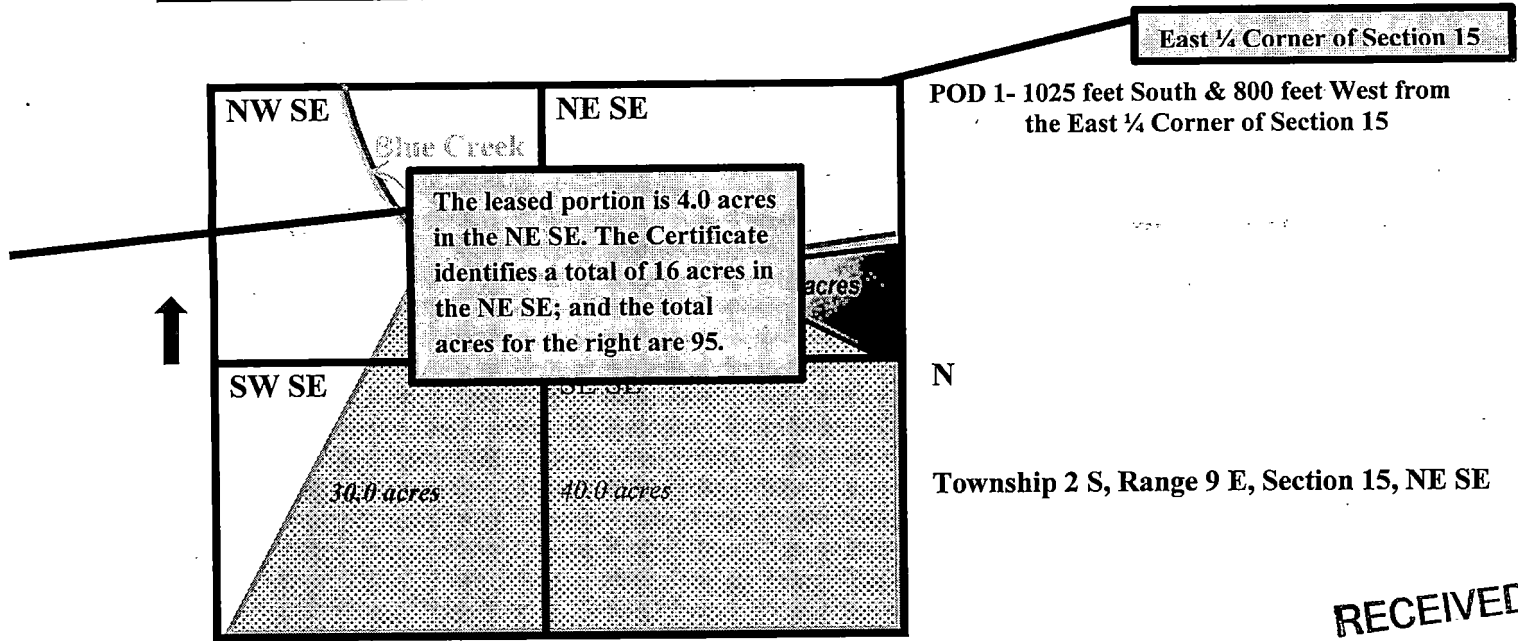 East ¼ Corner of Section 15
POD 1- 1025 feet South & 800 feet West from
the East ¼ Corner of Section 15
NW SE
NE SE
Blue Creek
The leased portion is 4.0 acres
in the NE SE. The Certificate
identifies a total of 16 acres in
the NE SE; and the total
acres for the right are 95.
acres
SW SE
SE SE
N
30.0 acres
40.0 acres
Township 2 S, Range 9 E, Section 15, NE SE
RECEIVED